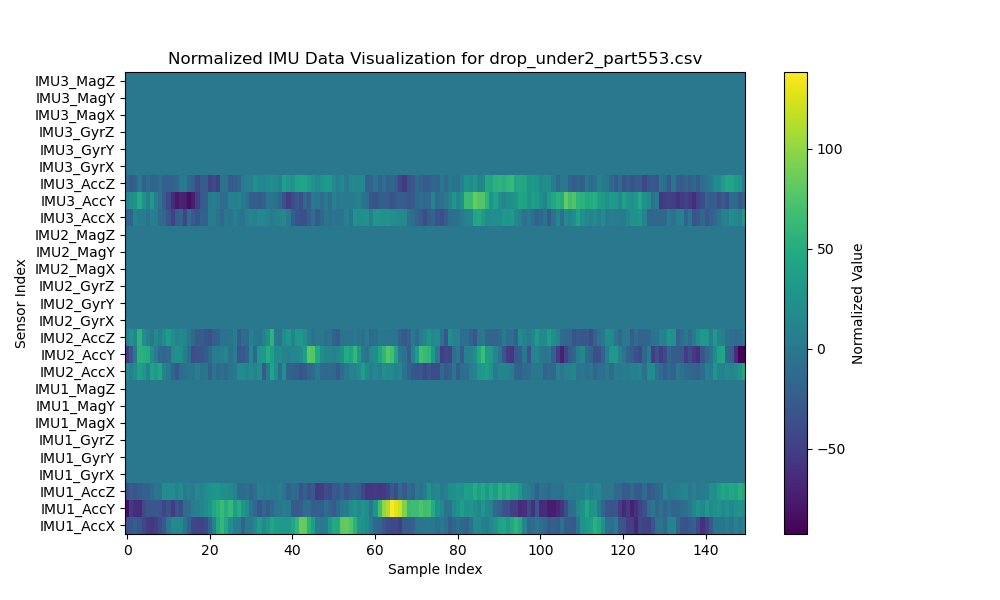 Normalized IMU Data Visualization for drop_under2_part553.csv
IMU3_MagZ
IMU3_MagY
IMU3_MagX
IMU3_GyrZ
IMU3_GyrY
IMU3_GyrX
IMU3_AccZ
IMU3_AccY
IMU3_AccX
IMU2_MagZ
IMU2_MagY
IMU2_MagX
IMU2_GyrZ
IMU2_GyrY
IMU2_GyrX
IMU2_AccZ
IMU2_AccY
IMU2_AccX
IMU1_MagZ
IMU1_MagY
IMU1_MagX
IMU1_GyrZ
IMU1_GyrY
IMU1_GyrX
IMU1_AccZ
IMU1_AccY
IMU1_AccX
Sensor Index
0 20 40 60 80 100 120 140
Sample Index
100
50
0
−50
Normalized Value